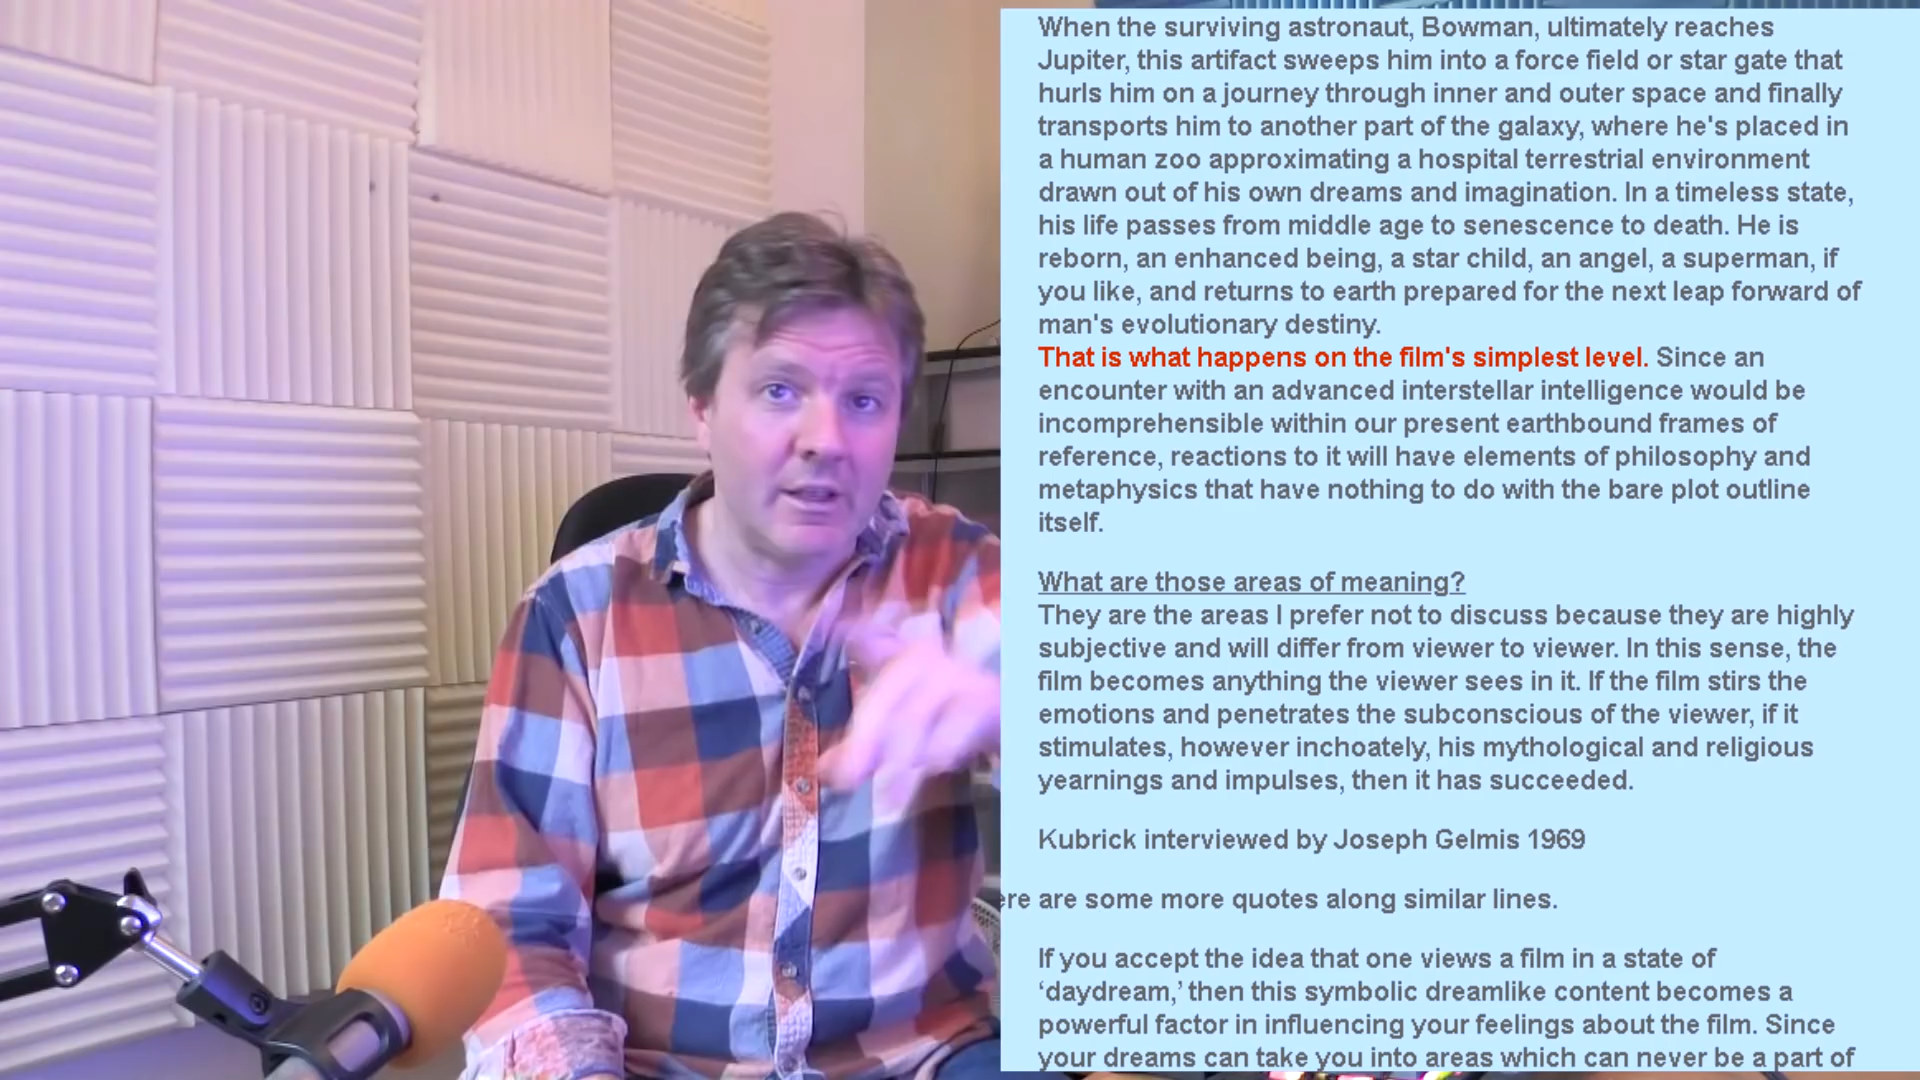 When the surviving astronaut, Bowman, ultimately reaches
Jupiter, this artifact sweeps him into a force field or star gate that
hurls him on a journey through inner and outer space and finally
transports him to another part of the galaxy, where he's placed in
a human zoo approximating a hospital terrestrial environment
drawn out of his own dreams and imagination. In a timeless state,
his life passes from middle age to senescence to death. He is
reborn, an enhanced being, a star child, an angel, a superman, if
you like, and returns to earth prepared for the next leap forward of
man's evolutionary destiny.
That is what happens on the film's simplest level. Since an
encounter with an advanced interstellar intelligence would be
incomprehensible within our present earthbound frames of
reference, reactions to it will have elements of philosophy and
metaphysics that have nothing to do with the bare plot outline
itself.
What are those areas of meaning?
They are the areas I prefer not to discuss because they are highly
subjective and will differ from viewer to viewer. In this sense, the
film becomes anything the viewer sees in it. If the film stirs the
emotions and penetrates the subconscious of the viewer, if it
stimulates, however inchoately, his mythological and religious
yearnings and impulses, then it has succeeded.
Kubrick interviewed by Joseph Gelmis 1969
ere are some more quotes along similar lines.
If you accept the idea that one views a film in a state of
‘daydream,’ then this symbolic dreamlike content becomes a
powerful factor in influencing your feelings about the film. Since
your dreams can take you into areas which can never be a part of